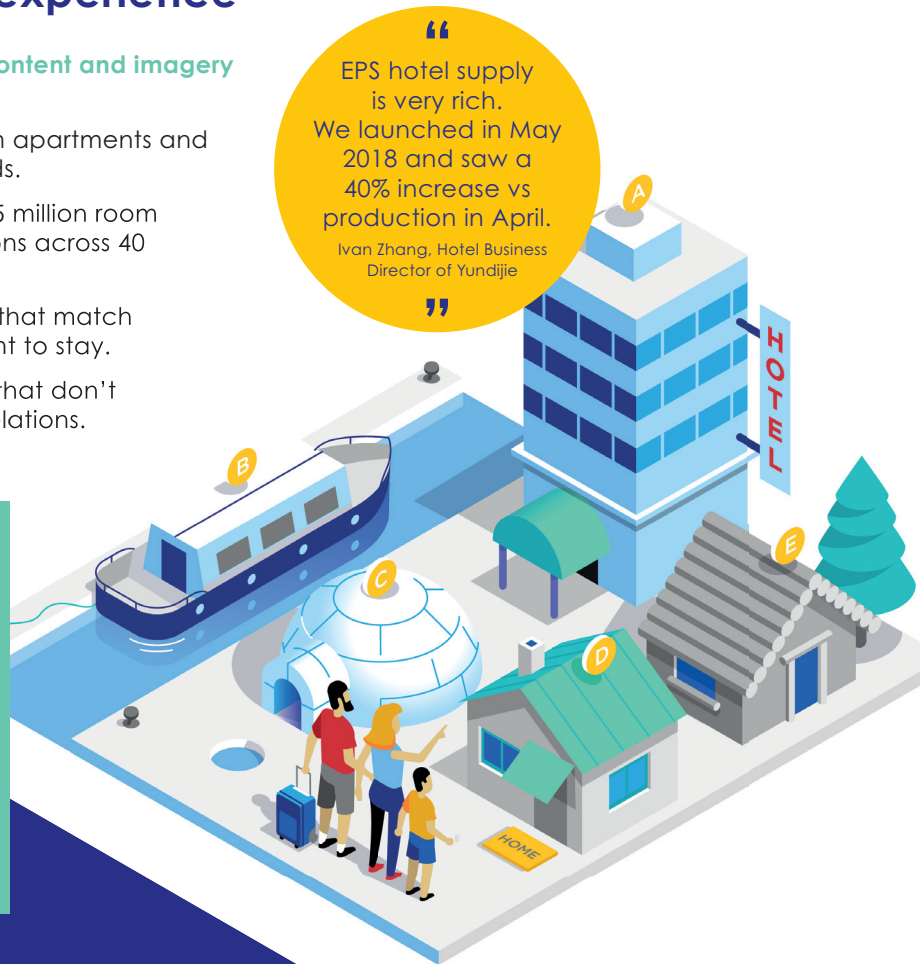 experience
ontent and imagery
apartments and
ds.
5 million room
ons across 40
that match
nt to stay.
that don't
lations.
“
EPS hotel supply
is very rich.
We launched in May
2018 and saw a
40% increase vs
production in April.
Ivan Zhang, Hotel Business
Director of Yundijie
”
A
HOTEL
B
E
C
D
HOME